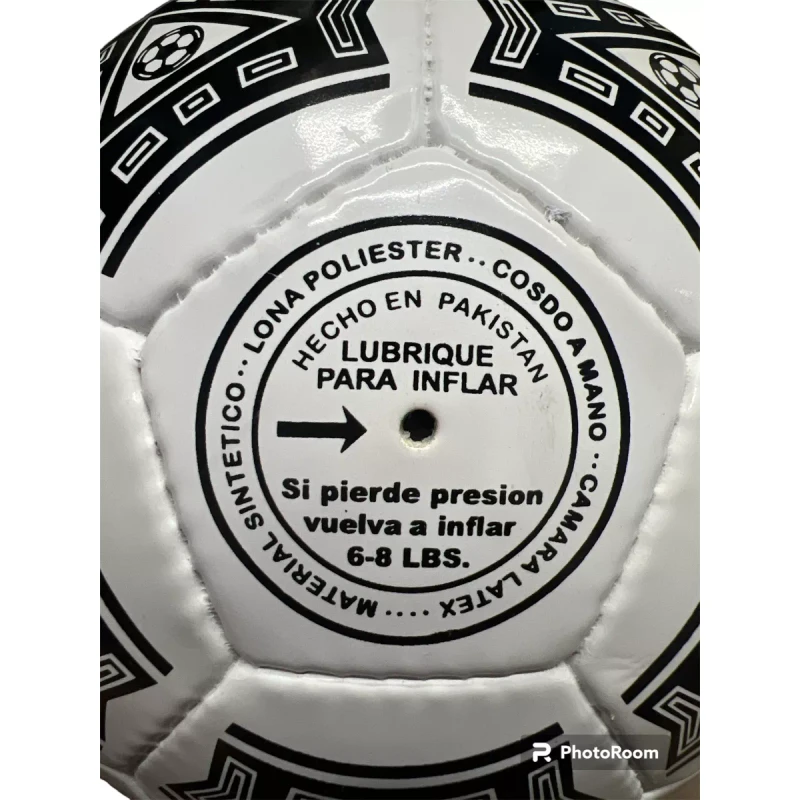 MATERIAL SINTETICO·· LONA POLIESTER·· COSDO A MANO ·· CAMARA LATEX ····
HECHO EN PAKISTAN
LUBRIQUE
PARA INFLAR
Si pierde presion
vuelva a inflar
6-8 LBS.
PhotoRoom